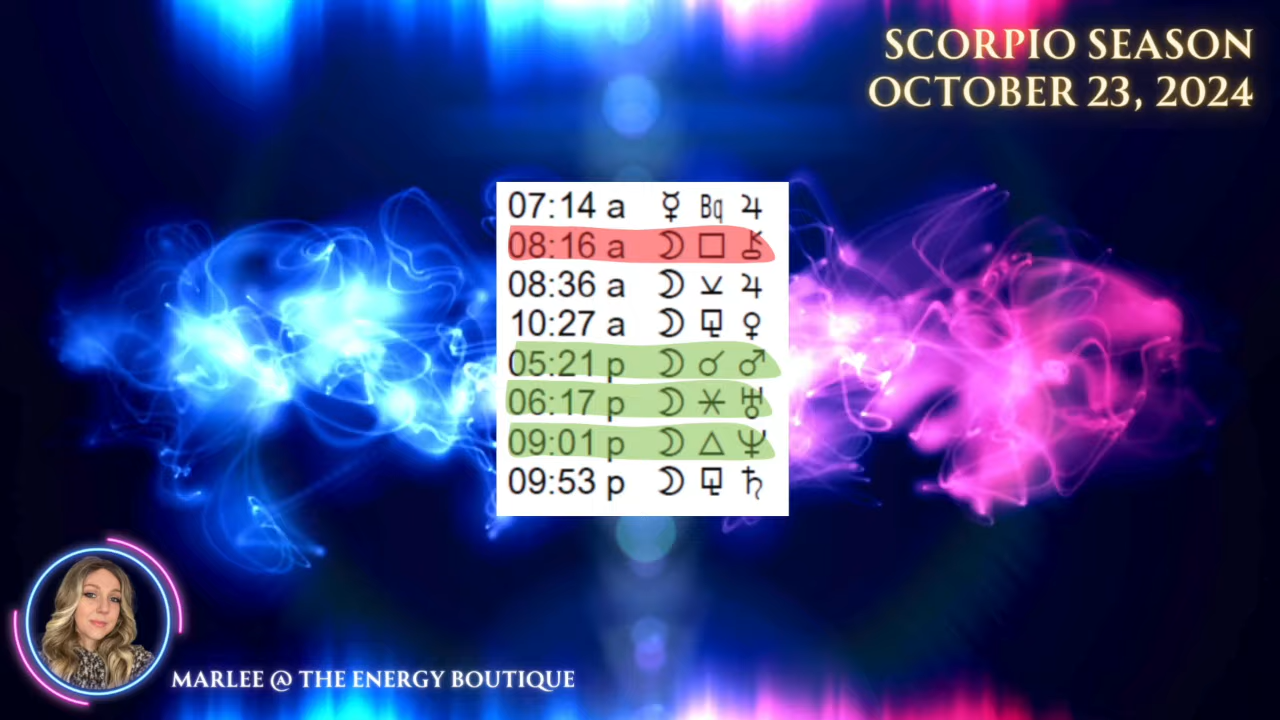 SCORPIO SEASON
OCTOBER 23, 2024
07:14 a ☿ Bq ♃
08:16 a ☽ □ ⚷
08:36 a ☽ ⚺ ♃
10:27 a ☽ ⚼ ♀
05:21 p ☽ ☌ ♂
06:17 p ☽ ⚹ ♅
09:01 p ☽ △ ♆
09:53 p ☽ ⚼ ♄
MARLEE @ THE ENERGY BOUTIQUE